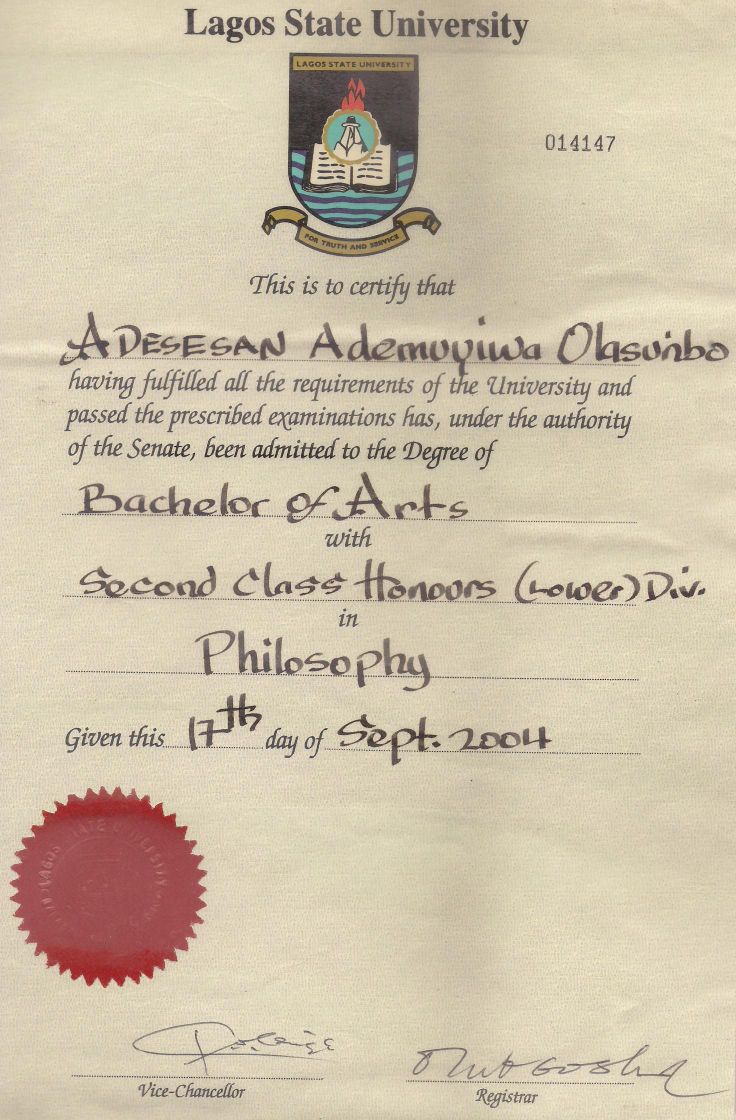 Lagos State University
LAGOS STATE UNIVERSITY
014147
FOR TRUTH AND SERVICE
This is to certify that
ADESESAN Ademuyiwa Olasunbo
having fulfilled all the requirements of the University and
passed the prescribed examinations has, under the authority
of the Senate, been admitted to the Degree of
Bachelor of Arts
with
Second Class Honours (Lower) Div.
in
Philosophy
Given this 17th day of Sept. 2004
Vice-Chancellor
Registrar